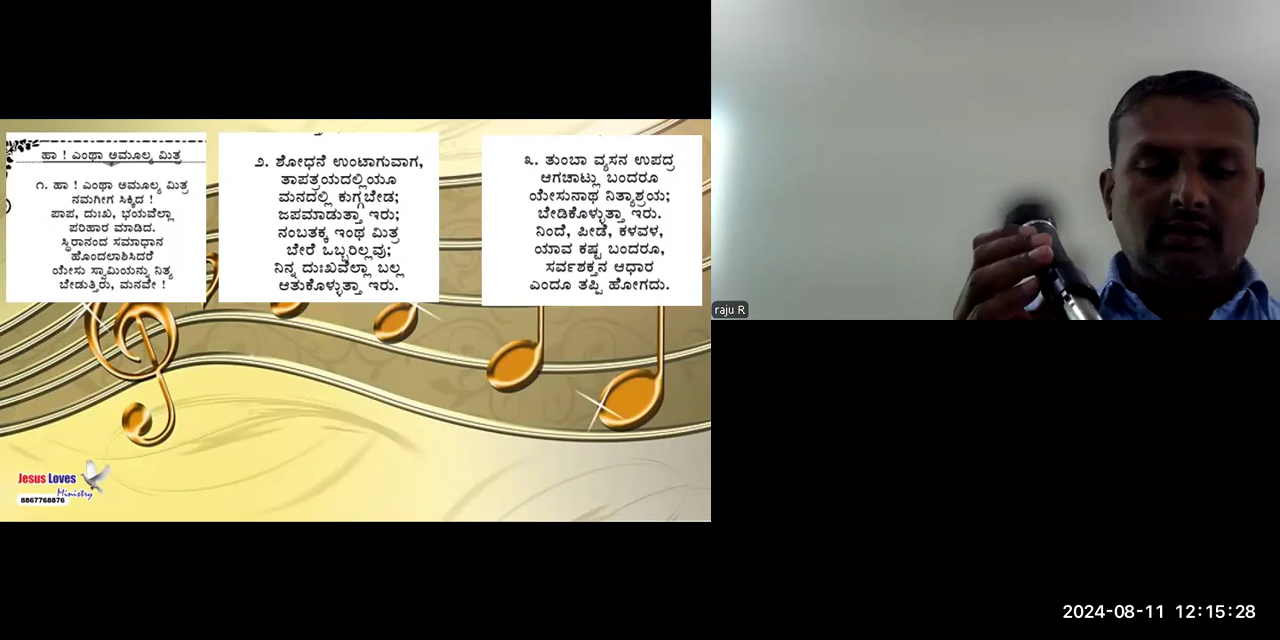 ಹಾ ! ಎಂಥಾ ಅಮೂಲ್ಯ ಮಿತ್ರ
೧. ಹಾ ! ಎಂಥಾ ಅಮೂಲ್ಯ ಮಿತ್ರ
ನಮಗೀಗ ಸಿಕ್ಕಿದ !
ಪಾಪ, ದುಃಖ, ಭಯವೆಲ್ಲಾ
ಪರಿಹಾರ ಮಾಡಿದ.
ಸ್ಥಿರಾನಂದ ಸಮಾಧಾನ
ಹೊಂದಲಾಶಿಸಿದರೆ
ಯೇಸು ಸ್ವಾಮಿಯನ್ನು ನಿತ್ಯ
ಬೇಡುತ್ತಿರು, ಮನವೇ !
೨. ಶೋಧನೆ ಉಂಟಾಗುವಾಗ,
ತಾಪತ್ರಯದಲ್ಲಿಯೂ
ಮನದಲ್ಲಿ ಕುಗ್ಗಬೇಡ;
ಜಪಮಾಡುತ್ತಾ ಇರು;
ನಂಬತಕ್ಕ ಇಂಥ ಮಿತ್ರ
ಬೇರೆ ಒಬ್ಬರಿಲ್ಲವು;
ನಿನ್ನ ದುಃಖವೆಲ್ಲಾ ಬಲ್ಲ
ಆತುಕೊಳ್ಳುತ್ತಾ ಇರು.
೩. ತುಂಬಾ ವ್ಯಸನ ಉಪದ್ರ
ಆಗಚಾಟ್ಲು ಬಂದರೂ
ಯೇಸುನಾಥ ನಿತ್ಯಾಶ್ರಯ;
ಬೇಡಿಕೊಳ್ಳುತ್ತಾ ಇರು.
ನಿಂದೆ, ಪೀಡೆ, ಕಳವಳ,
ಯಾವ ಕಷ್ಟ ಬಂದರೂ,
ಸರ್ವಶಕ್ತನ ಆಧಾರ
ಎಂದೂ ತಪ್ಪಿ ಹೋಗದು.
Jesus Loves
Ministry
8867768876
raju R
2024-08-11 12:15:28